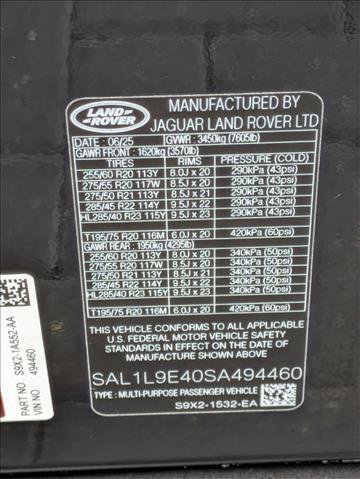 LAND
ROVER
MANUFACTURED BY
JAGUAR LAND ROVER LTD
DATE : 06/25 GVWR : 3450kg (7605lb)
GAWR FRONT : 1620kg (3570lb)
TIRES RIMS PRESSURE (COLD)
255/60 R20 113Y 8.0J x 20 290kPa (43psi)
275/55 R20 117W 8.0J x 20 290kPa (43psi)
275/50 R21 113Y 8.5J x 21 290kPa (43psi)
285/45 R22 114Y 9.5J x 22 290kPa (43psi)
HL285/40 R23 115Y 9.5J x 23 290kPa (43psi)
T195/75 R20 116M 6.0J x 20 420kPa (60psi)
GAWR REAR : 1950kg (4295lb)
255/60 R20 113Y 8.0J x 20 340kPa (50psi)
275/55 R20 117W 8.0J x 20 340kPa (50psi)
275/50 R21 113Y 8.5J x 21 340kPa (50psi)
285/45 R22 114Y 9.5J x 22 340kPa (50psi)
HL285/40 R23 115Y 9.5J x 23 340kPa (50psi)
T195/75 R20 116M 6.0J x 20 420kPa (60psi)
THIS VEHICLE CONFORMS TO ALL APPLICABLE
U.S. FEDERAL MOTOR VEHICLE SAFETY
STANDARDS IN EFFECT ON THE DATE OF
MANUFACTURE SHOWN ABOVE.
SAL1L9E40SA494460
TYPE : MULTI-PURPOSE PASSENGER VEHICLE
S9X2-1532-EA
PART NO S9X2-1A552-AA
VIN NO 494460